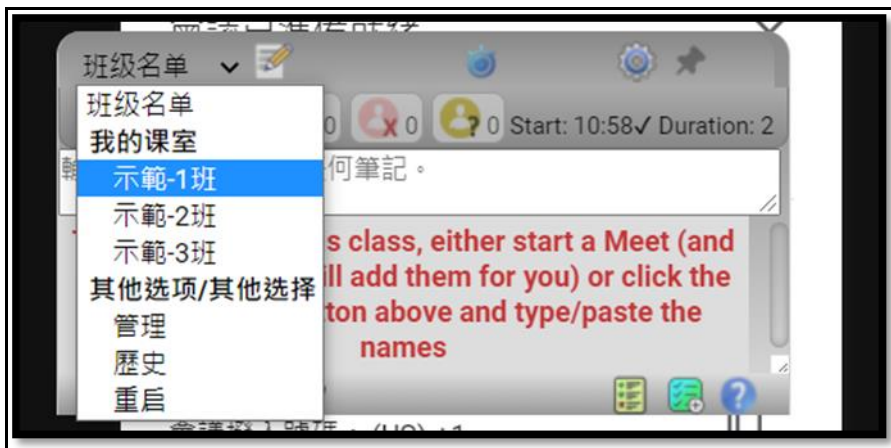 班级名单
班级名单
我的课室
0 0 0 Start: 10:58✓ Duration: 2
示範-1班
何筆記。
示範-2班
示範-3班
s class, either start a Meet (and
其他选项/其他选择
ll add them for you) or click the
管理
ton above and type/paste the
歷史
names
重启